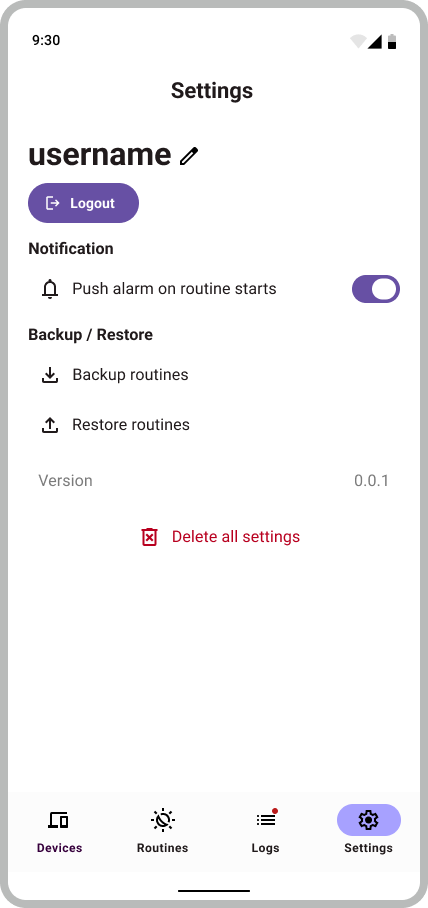 9:30
Settings
username
Logout
Notification
Push alarm on routine starts
Backup / Restore
Backup routines
Restore routines
Version 0.0.1
Delete all settings
Devices Routines Logs Settings